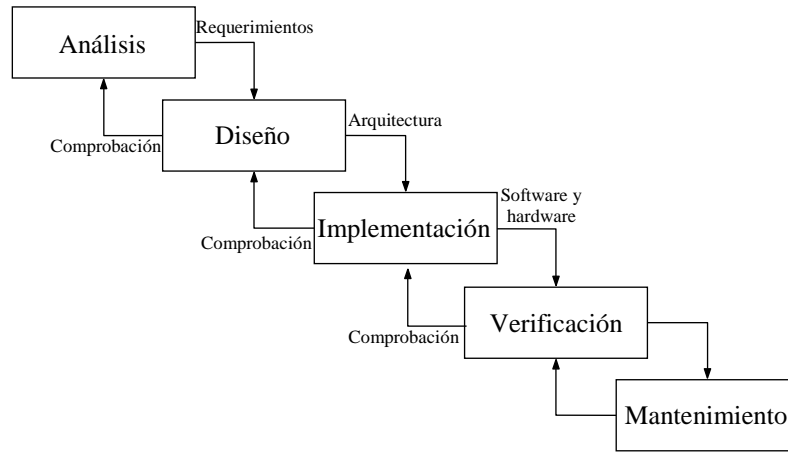 Análisis
Requerimientos
Diseño
Comprobación
Arquitectura
Implementación
Comprobación
Software y
hardware
Verificación
Comprobación
Mantenimiento